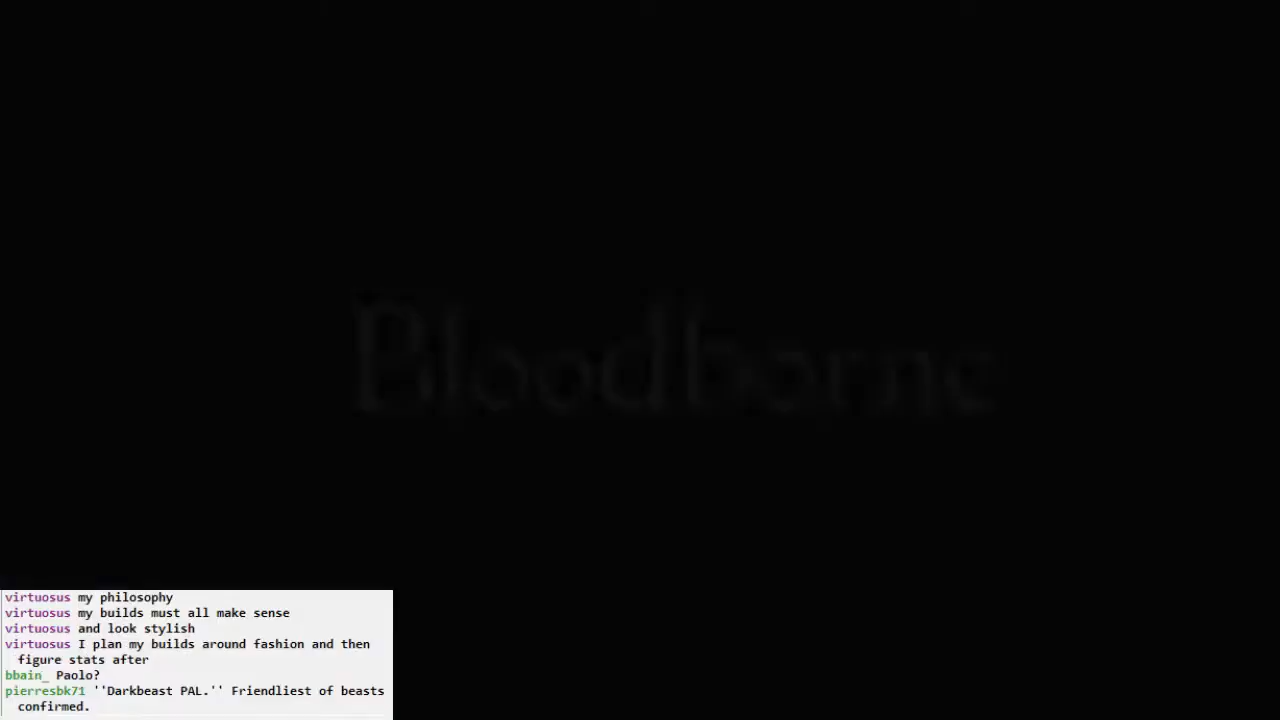 Bloodborne
virtuosus my philosophy
virtuosus my builds must all make sense
virtuosus and look stylish
virtuosus I plan my builds around fashion and then
figure stats after
bbain_ Paolo?
pierresbk71 ''Darkbeast PAL.'' Friendliest of beasts
confirmed.